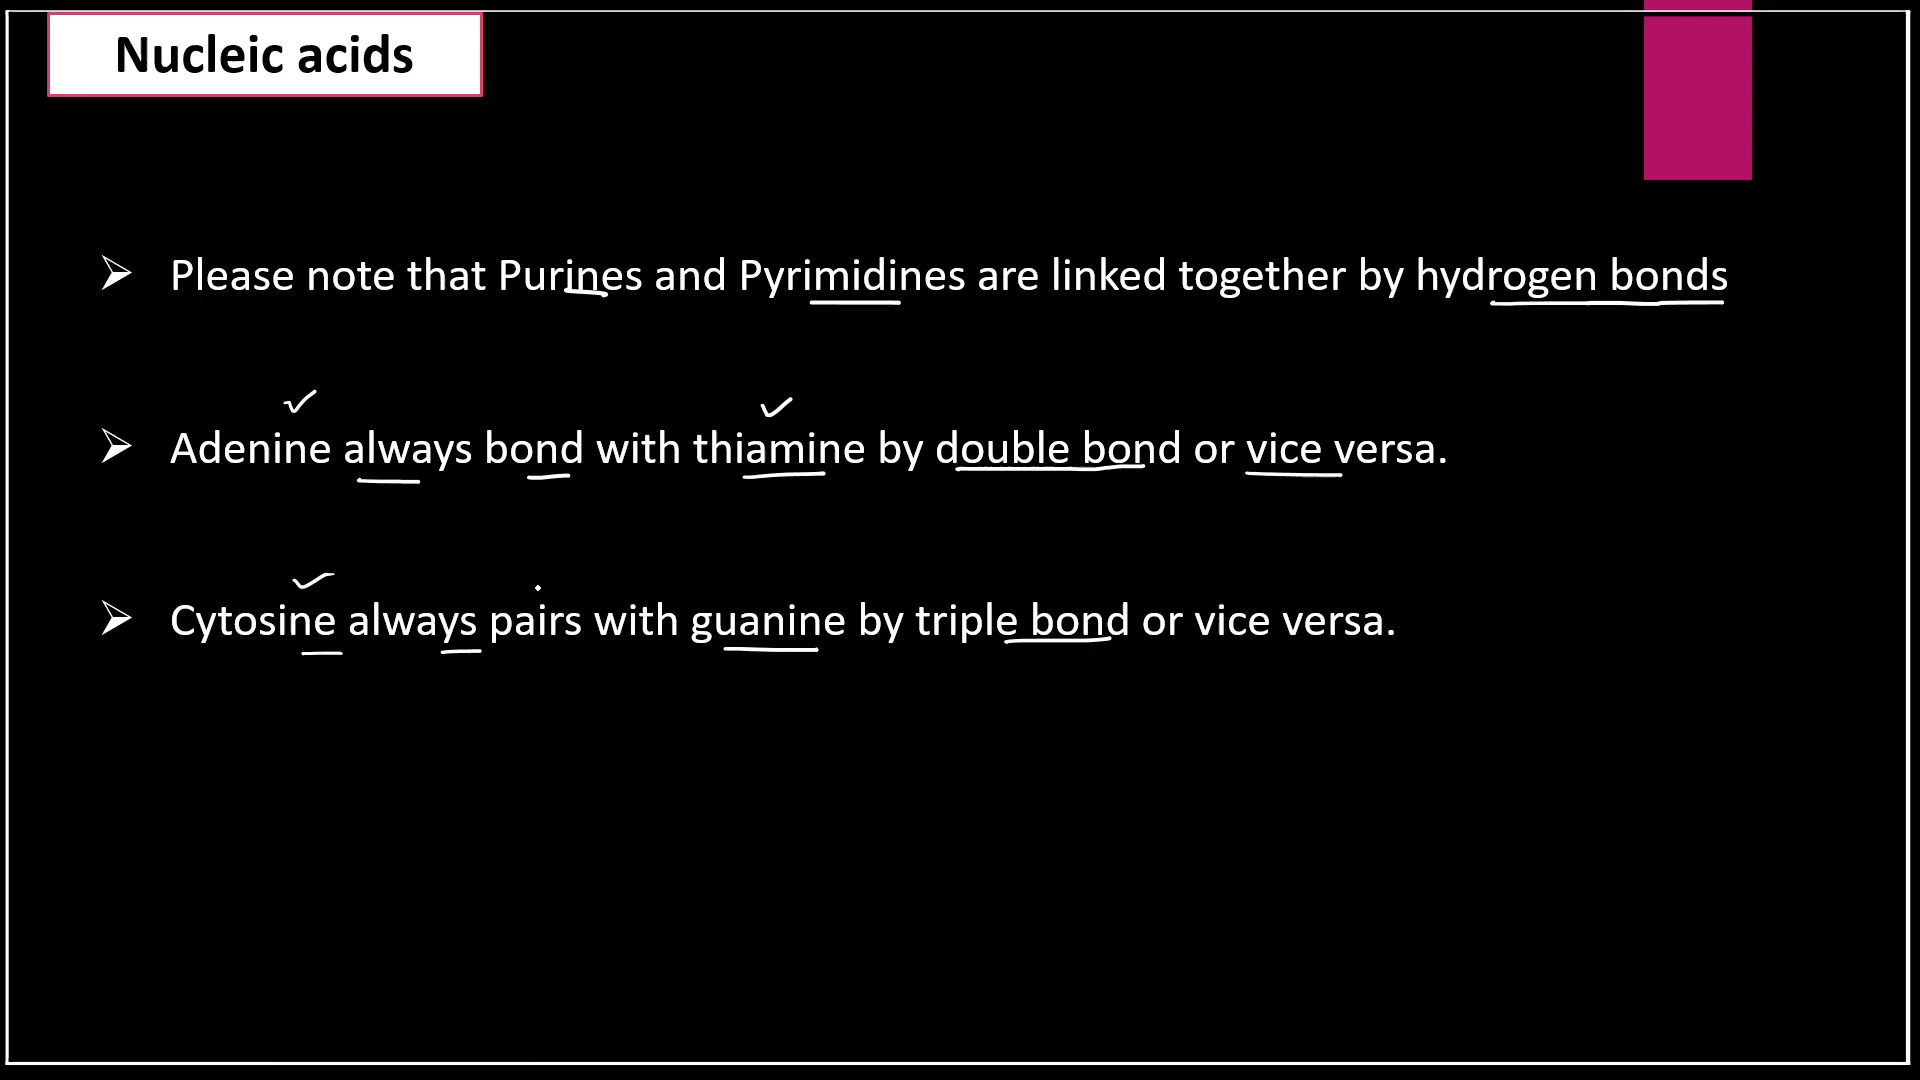 Nucleic acids
Please note that Purines and Pyrimidines are linked together by hydrogen bonds
Adenine always bond with thiamine by double bond or vice versa.
Cytosine always pairs with guanine by triple bond or vice versa.